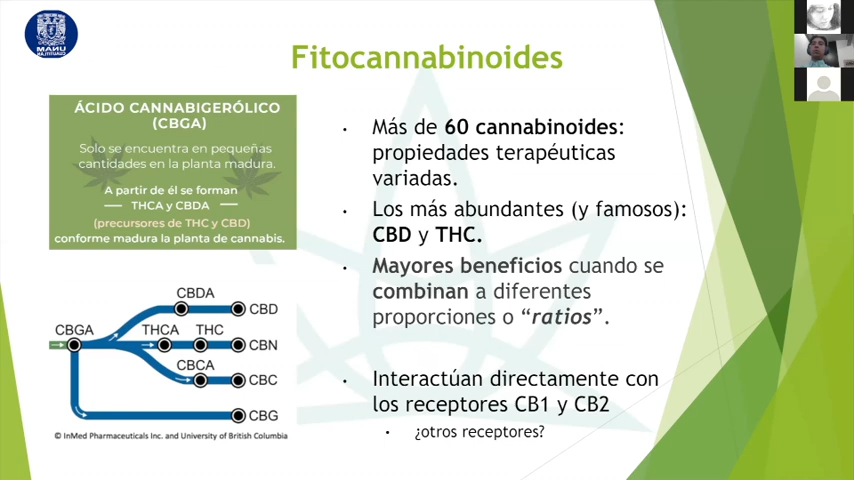 Fitocannabinoides
ÁCIDO CANNABIGERÓLICO
(CBGA)
Solo se encuentra en pequeñas
cantidades en la planta madura.
A partir de él se forman
THCA y CBDA
(precursores de THC y CBD)
conforme madura la planta de cannabis.
CBDA
CBD
CBGA
THCA
THC
CBN
CBCA
CBC
CBG
© InMed Pharmaceuticals Inc. and University of British Columbia
• Más de 60 cannabinoides:
propiedades terapéuticas
variadas.
• Los más abundantes (y famosos):
CBD y THC.
• Mayores beneficios cuando se
combinan a diferentes
proporciones o “ratios”.
• Interactúan directamente con
los receptores CB1 y CB2
• ¿otros receptores?